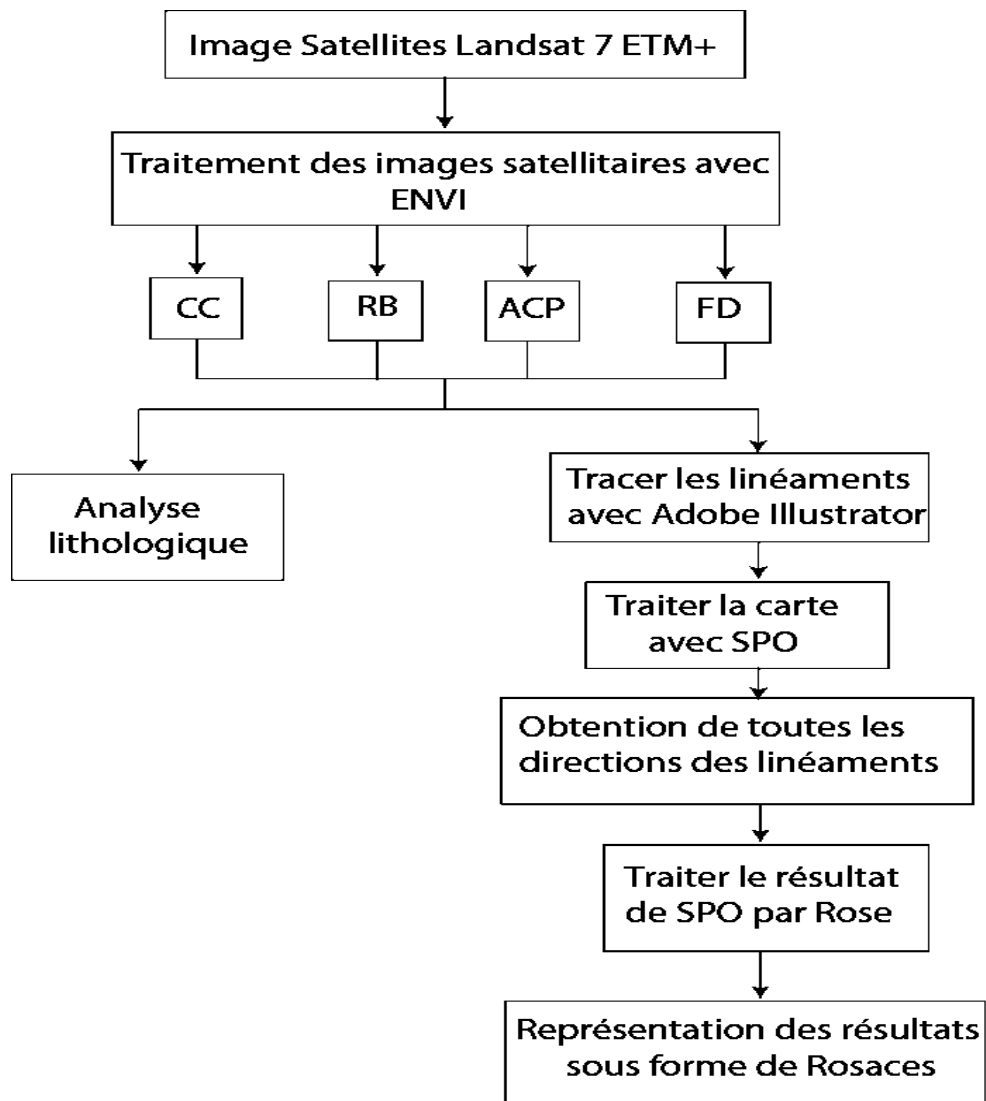 Image Satellites Landsat 7 ETM+
Traitement des images satellitaires avec
ENVI
CC
RB
ACP
FD
Analyse
lithologique
Tracer les linéaments
avec Adobe Illustrator
Traiter la carte
avec SPO
Obtention de toutes les
directions des linéaments
Traiter le résultat
de SPO par Rose
Représentation des résultats
sous forme de Rosaces